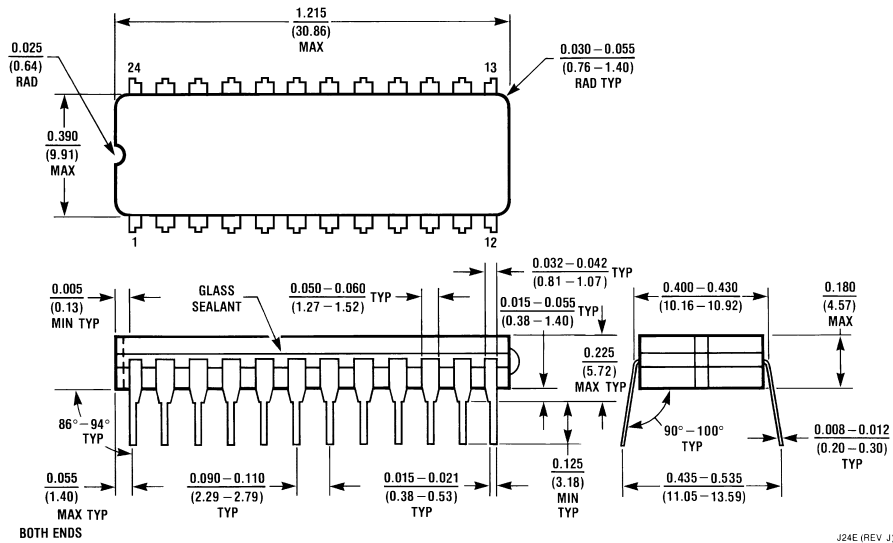 1.215
(30.86)
MAX
0.025
(0.64)
RAD
24
13
0.030–0.055
(0.76–1.40)
RAD TYP
0.390
(9.91)
MAX
1
12
0.005
(0.13)
MIN TYP
GLASS
SEALANT
0.050–0.060
(1.27–1.52)
TYP
0.032–0.042
(0.81–1.07)
TYP
0.015–0.055
(0.38–1.40)
TYP
0.400–0.430
(10.16–10.92)
0.180
(4.57)
MAX
0.225
(5.72)
MAX TYP
86°–94°
TYP
90°–100°
TYP
0.008–0.012
(0.20–0.30)
TYP
0.055
(1.40)
MAX TYP
BOTH ENDS
0.090–0.110
(2.29–2.79)
TYP
0.015–0.021
(0.38–0.53)
TYP
0.125
(3.18)
MIN
TYP
0.435–0.535
(11.05–13.59)
J24E (REV J)